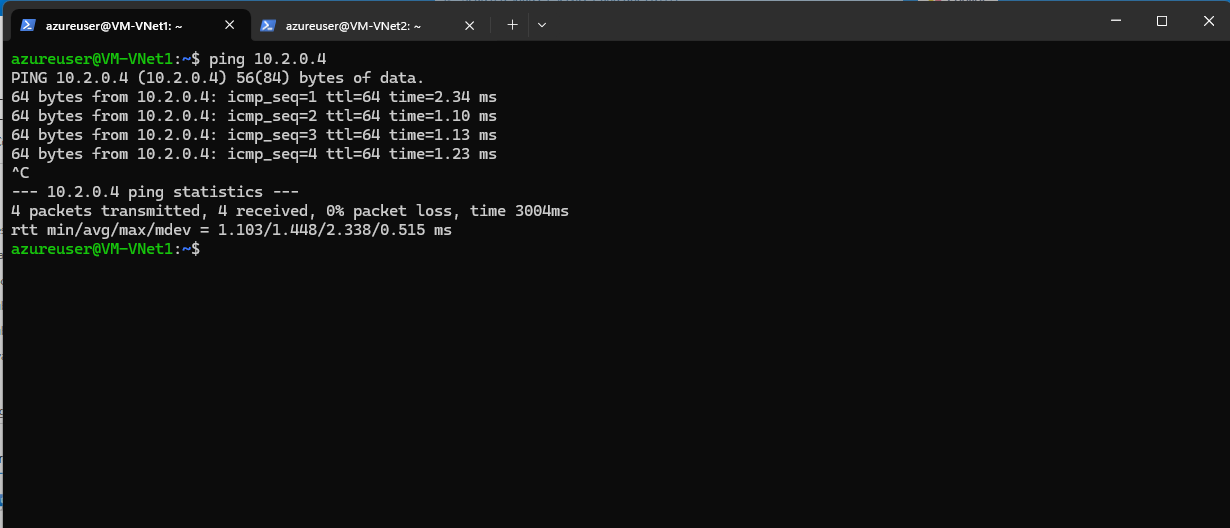 azureuser@VM-VNet1: ~
azureuser@VM-VNet2: ~
azureuser@VM-VNet1:~$ ping 10.2.0.4
PING 10.2.0.4 (10.2.0.4) 56(84) bytes of data.
64 bytes from 10.2.0.4: icmp_seq=1 ttl=64 time=2.34 ms
64 bytes from 10.2.0.4: icmp_seq=2 ttl=64 time=1.10 ms
64 bytes from 10.2.0.4: icmp_seq=3 ttl=64 time=1.13 ms
64 bytes from 10.2.0.4: icmp_seq=4 ttl=64 time=1.23 ms
^C
--- 10.2.0.4 ping statistics ---
4 packets transmitted, 4 received, 0% packet loss, time 3004ms
rtt min/avg/max/mdev = 1.103/1.448/2.338/0.515 ms
azureuser@VM-VNet1:~$